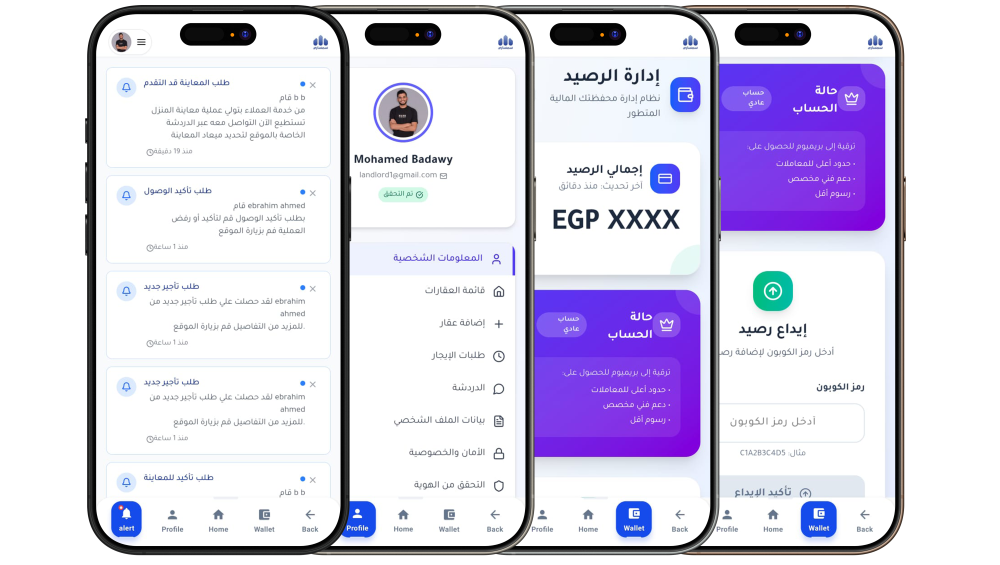 طلب المعاينة قد التقدم
b b قام
من خدمة العملاء بتولي عملية معاينة المنزل
تستطيع الآن التواصل معه عبر الدردشة
الخاصة بالموقع لتحديد ميعاد المعاينة
منذ 19 دقيقة
طلب تأكيد الوصول
ebrahim ahmed قام
بطلب تأكيد الوصول قم لتأكيد أو رفض
العملية قم بزيارة الموقع
منذ 1 ساعة
طلب تأجير جديد
ebrahim لقد حصلت علي طلب تأجير جديد من
ahmed
.للمزيد من التفاصيل قم بزيارة الموقع
منذ 1 ساعة
طلب تأجير جديد
ebrahim لقد حصلت علي طلب تأجير جديد من
ahmed
.للمزيد من التفاصيل قم بزيارة الموقع
منذ 1 ساعة
طلب تأكيد للمعاينة
b b قام
alert
Profile
Home
Wallet
Back
Mohamed Badawy
landlord1@gmail.com
تم التحقق
المعلومات الشخصية
قائمة العقارات
إضافة عقار
طلبات الإيجار
الدردشة
بيانات الملف الشخصي
الأمان والخصوصية
التحقق من الهوية
Profile
Home
Wallet
Back
إدارة الرصيد
نظام إدارة محفظتك المالية
المتطور
إجمالي الرصيد
آخر تحديث: منذ دقائق
EGP XXXX
حالة
الحساب
حساب
عادي
ترقية إلى بريميوم للحصول على:
• حدود أعلى للمعاملات
• دعم فني مخصص
• رسوم أقل
Profile
Home
Wallet
Back
حالة
الحساب
حساب
عادي
ترقية إلى بريميوم للحصول على:
• حدود أعلى للمعاملات
• دعم فني مخصص
• رسوم أقل
إيداع رصيد
أدخل رمز الكوبون لإضافة رص
رمز الكوبون
أدخل رمز الكوبون
مثال: C1A2B3C4D5
تأكيد الإيداع
Profile
Home
Wallet
Back